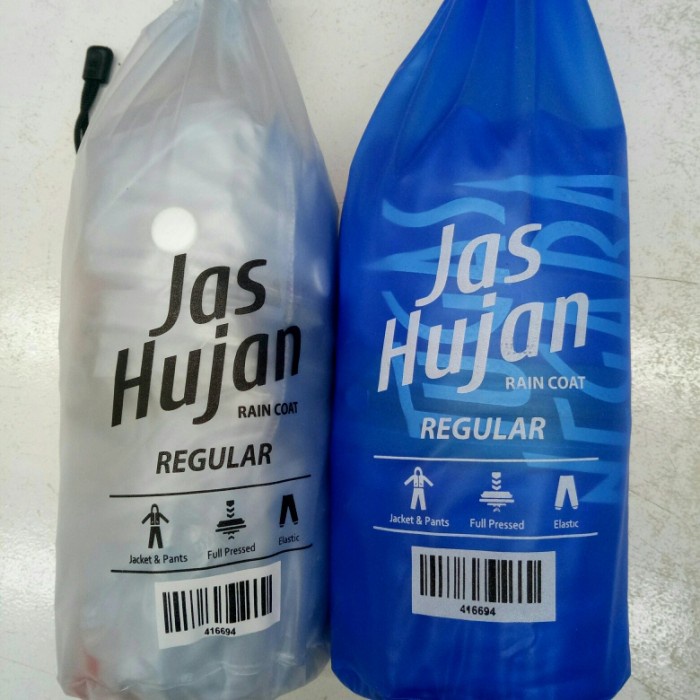 Jas
Hujan
RAIN COAT
REGULAR
Jacket & Pants
Full Pressed
Elastic
416694
Jas
Hujan
RAIN COAT
REGULAR
Jacket & Pants
Full Pressed
Elastic
416694
NEGARA